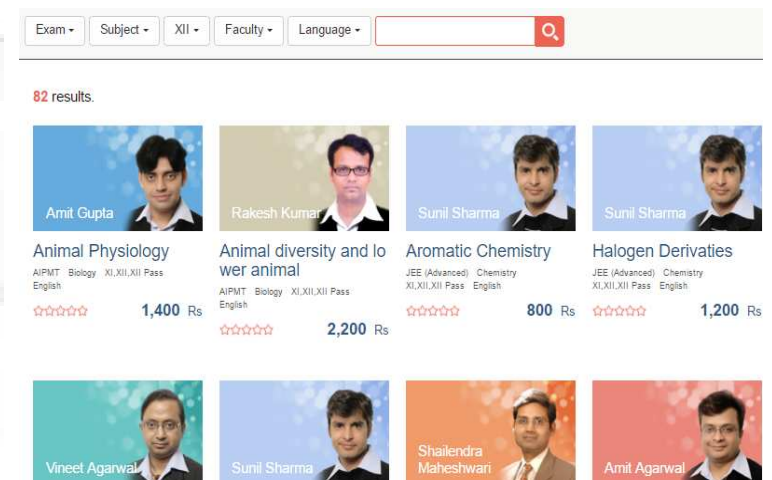 Exam Subject XII Faculty Language
82 results.
Amit Gupta
Animal Physiology
AIPMT Biology XI,XII,XII Pass
English
1,400 Rs
Rakesh Kumar
Animal diversity and lo
wer animal
AIPMT Biology XI,XII,XII Pass
English
2,200 Rs
Sunil Sharma
Aromatic Chemistry
JEE (Advanced) Chemistry
XI,XII,XII Pass English
800 Rs
Sunil Sharma
Halogen Derivaties
JEE (Advanced) Chemistry
XI,XII,XII Pass English
1,200 Rs
Vineet Agarwal
Sunil Sharma
Shailendra
Maheshwari
Amit Agarwal